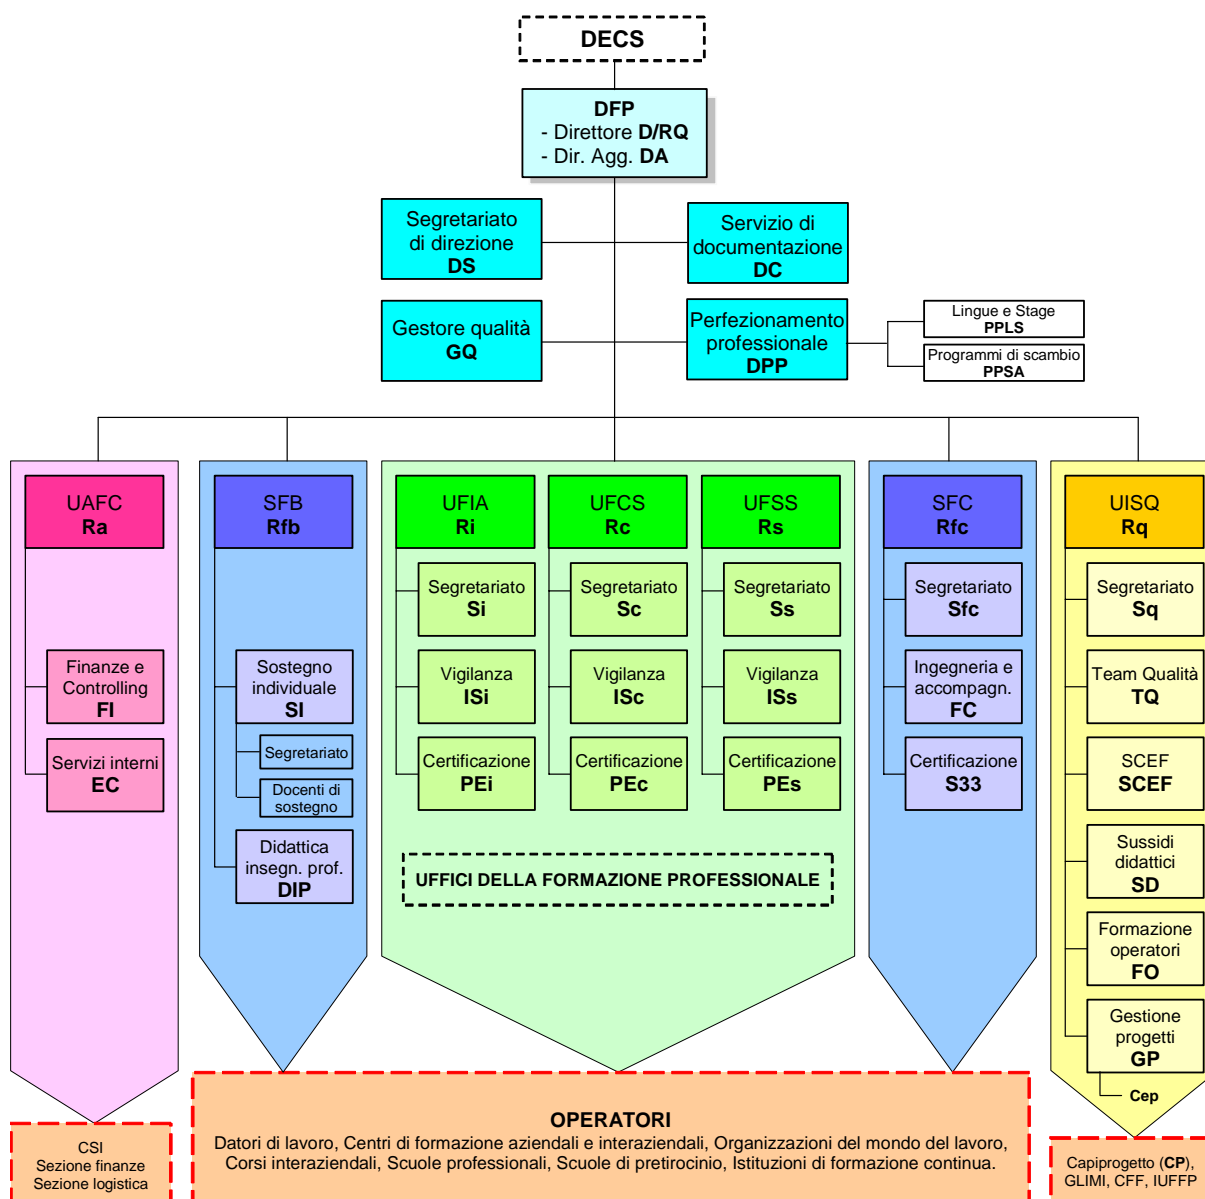 DECS
DFP
- Direttore D/RQ
- Dir. Agg. DA
Segretariato
di direzione
DS
Servizio di
documentazione
DC
Gestore qualità
GQ
Perfezionamento
professionale
DPP
Lingue e Stage
PPLS
Programmi di scambio
PPSA
UAFC
Ra
Finanze e
Controlling
FI
Servizi interni
EC
SFB
Rfb
Sostegno
individuale
SI
Segretariato
Docenti di
sostegno
Didattica
insegn. prof.
DIP
UFIA
Ri
Segretariato
Si
Vigilanza
ISi
Certificazione
PEi
UFCS
Rc
Segretariato
Sc
Vigilanza
ISc
Certificazione
PEc
UFSS
Rs
Segretariato
Ss
Vigilanza
ISs
Certificazione
PEs
UFFICI DELLA FORMAZIONE PROFESSIONALE
SFC
Rfc
Segretariato
Sfc
Ingegneria e
accompagn.
FC
Certificazione
S33
UISQ
Rq
Segretariato
Sq
Team Qualità
TQ
SCEF
SCEF
Sussidi
didattici
SD
Formazione
operatori
FO
Gestione
progetti
GP
Cep
CSI
Sezione finanze
Sezione logistica
OPERATORI
Datori di lavoro, Centri di formazione aziendali e interaziendali, Organizzazioni del mondo del lavoro,
Corsi interaziendali, Scuole professionali, Scuole di pretirocinio, Istituzioni di formazione continua.
Capiprogetto (CP),
GLIMI, CFF, IUFFP